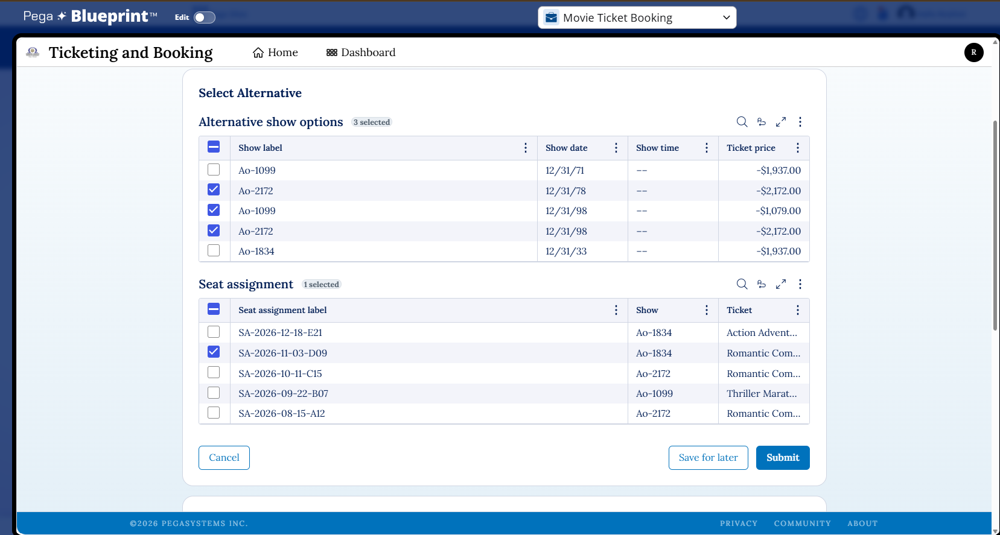 Pega Blueprint™ Edit Movie Ticket Booking
Ticketing and Booking Home Dashboard R
Select Alternative
Alternative show options 3 selected
Show label Show date Show time Ticket price
Ao-1099 12/31/71 –– -$1,937.00
Ao-2172 12/31/78 –– -$2,172.00
Ao-1099 12/31/98 –– -$1,079.00
Ao-2172 12/31/98 –– -$2,172.00
Ao-1834 12/31/33 –– -$1,937.00
Seat assignment 1 selected
Seat assignment label Show Ticket
SA-2026-12-18-E21 Ao-1834 Action Advent...
SA-2026-11-03-D09 Ao-1834 Romantic Com...
SA-2026-10-11-C15 Ao-2172 Romantic Com...
SA-2026-09-22-B07 Ao-1099 Thriller Marat...
SA-2026-08-15-A12 Ao-2172 Romantic Com...
Cancel Save for later Submit
©2026 PEGASYSTEMS INC. PRIVACY COMMUNITY ABOUT